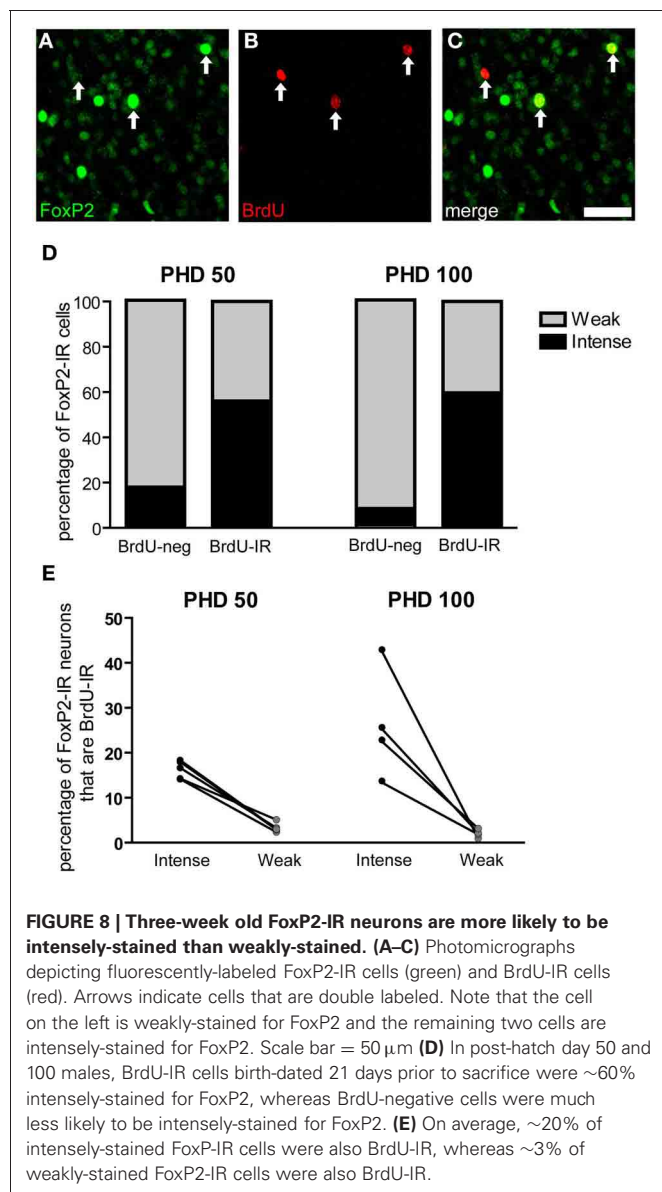 A
B
C
FoxP2
BrdU
merge
D
PHD 50
PHD 100
percentage of FoxP2-IR cells
100
80
60
40
20
0
BrdU-neg
BrdU-IR
BrdU-neg
BrdU-IR
Weak
Intense
E
PHD 50
PHD 100
percentage of FoxP2-IR neurons
that are BrdU-IR
50
40
30
20
10
0
Intense
Weak
Intense
Weak
FIGURE 8 | Three-week old FoxP2-IR neurons are more likely to be
intensely-stained than weakly-stained. (A–C) Photomicrographs
depicting fluorescently-labeled FoxP2-IR cells (green) and BrdU-IR cells
(red). Arrows indicate cells that are double labeled. Note that the cell
on the left is weakly-stained for FoxP2 and the remaining two cells are
intensely-stained for FoxP2. Scale bar = 50 μm (D) In post-hatch day 50 and
100 males, BrdU-IR cells birth-dated 21 days prior to sacrifice were ∼60%
intensely-stained for FoxP2, whereas BrdU-negative cells were much
less likely to be intensely-stained for FoxP2. (E) On average, ∼20% of
intensely-stained FoxP-IR cells were also BrdU-IR, whereas ∼3% of
weakly-stained FoxP2-IR cells were also BrdU-IR.